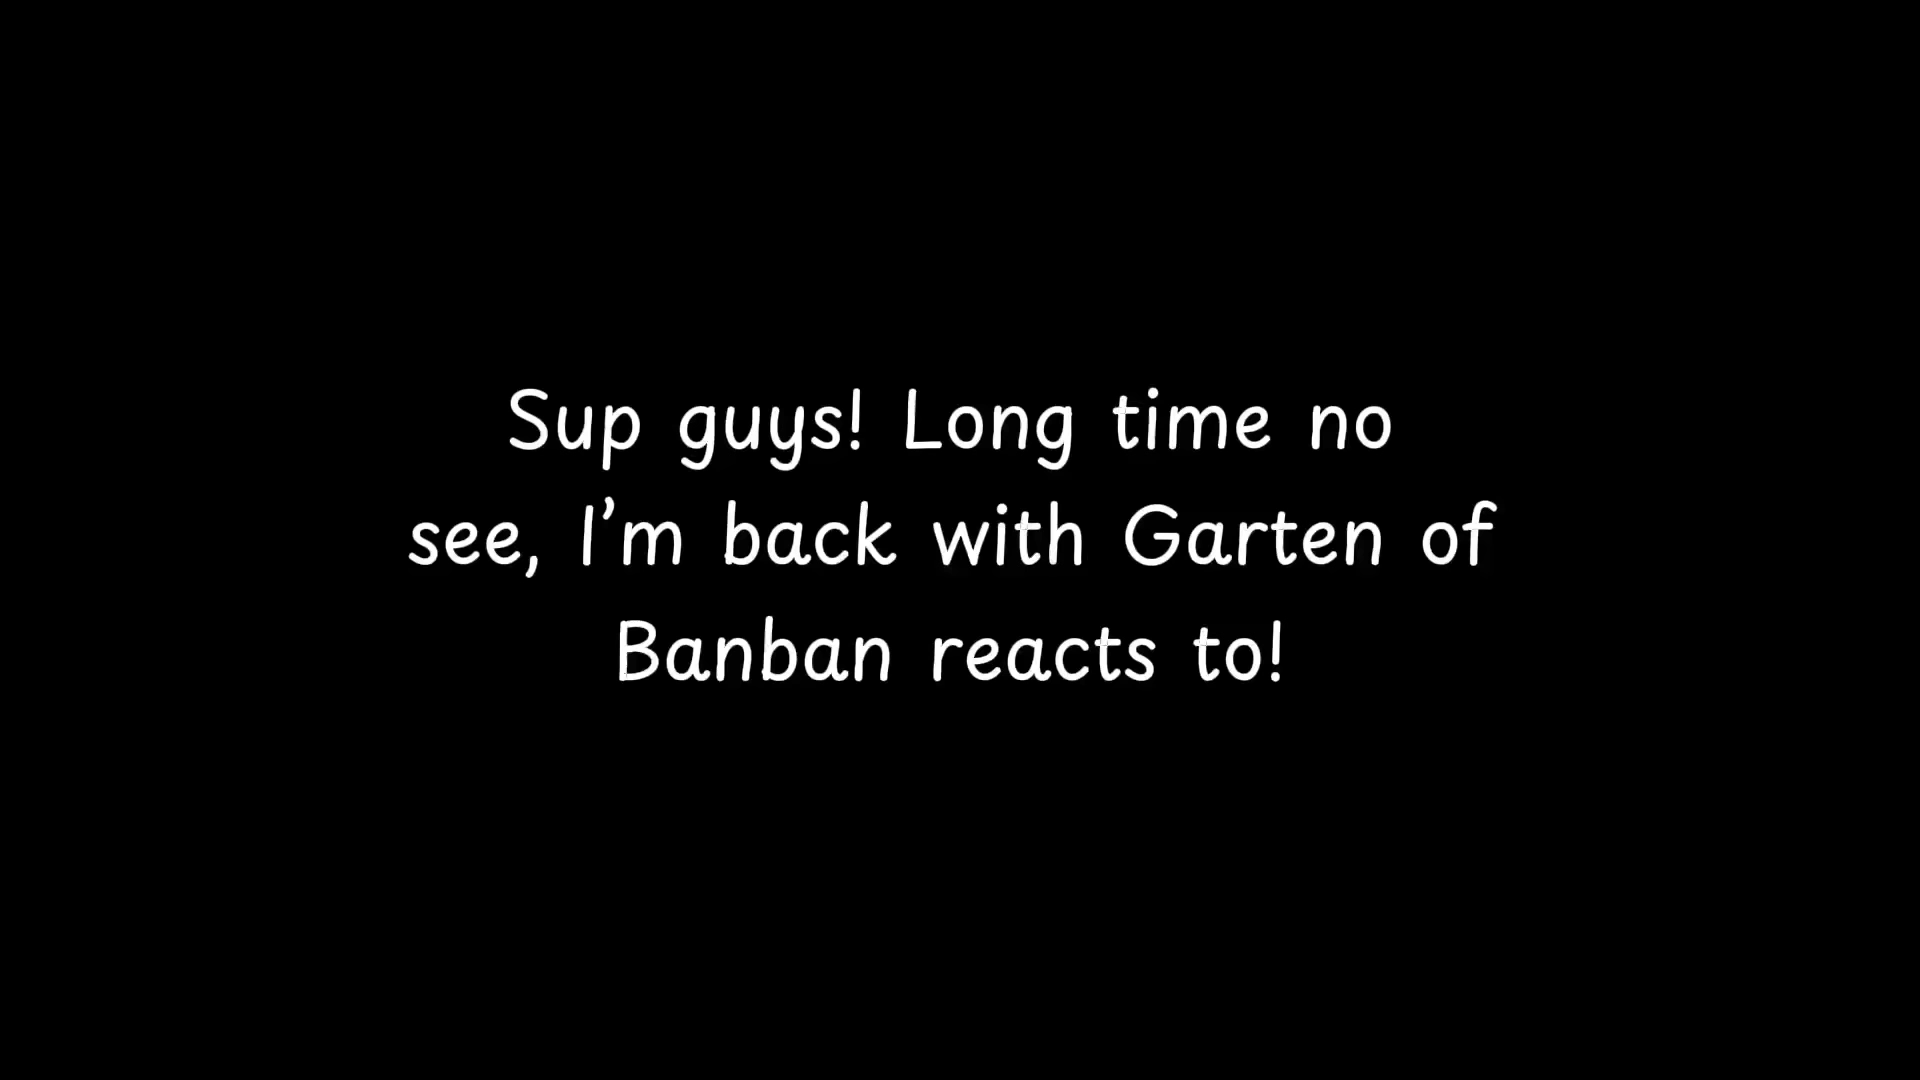 Sup guys! Long time no
see, I’m back with Garten of
Banban reacts to!